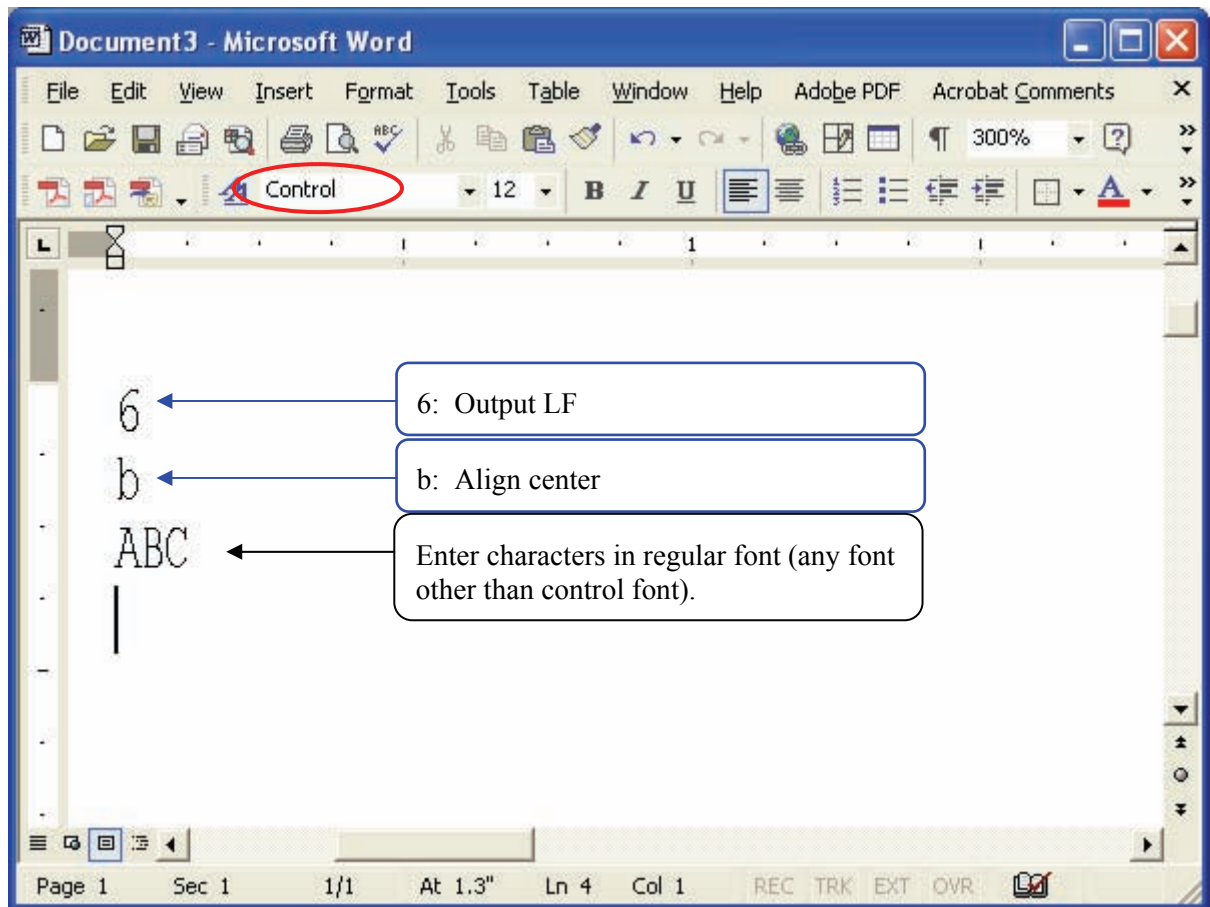 Document3 - Microsoft Word
File Edit View Insert Format Tools Table Window Help Adobe PDF Acrobat Comments
ABC 300%
Control 12 B I U A
L 1
6
6: Output LF
b
b: Align center
ABC
Enter characters in regular font (any font
other than control font).
Page 1 Sec 1 1/1 At 1.3" Ln 4 Col 1 REC TRK EXT OVR